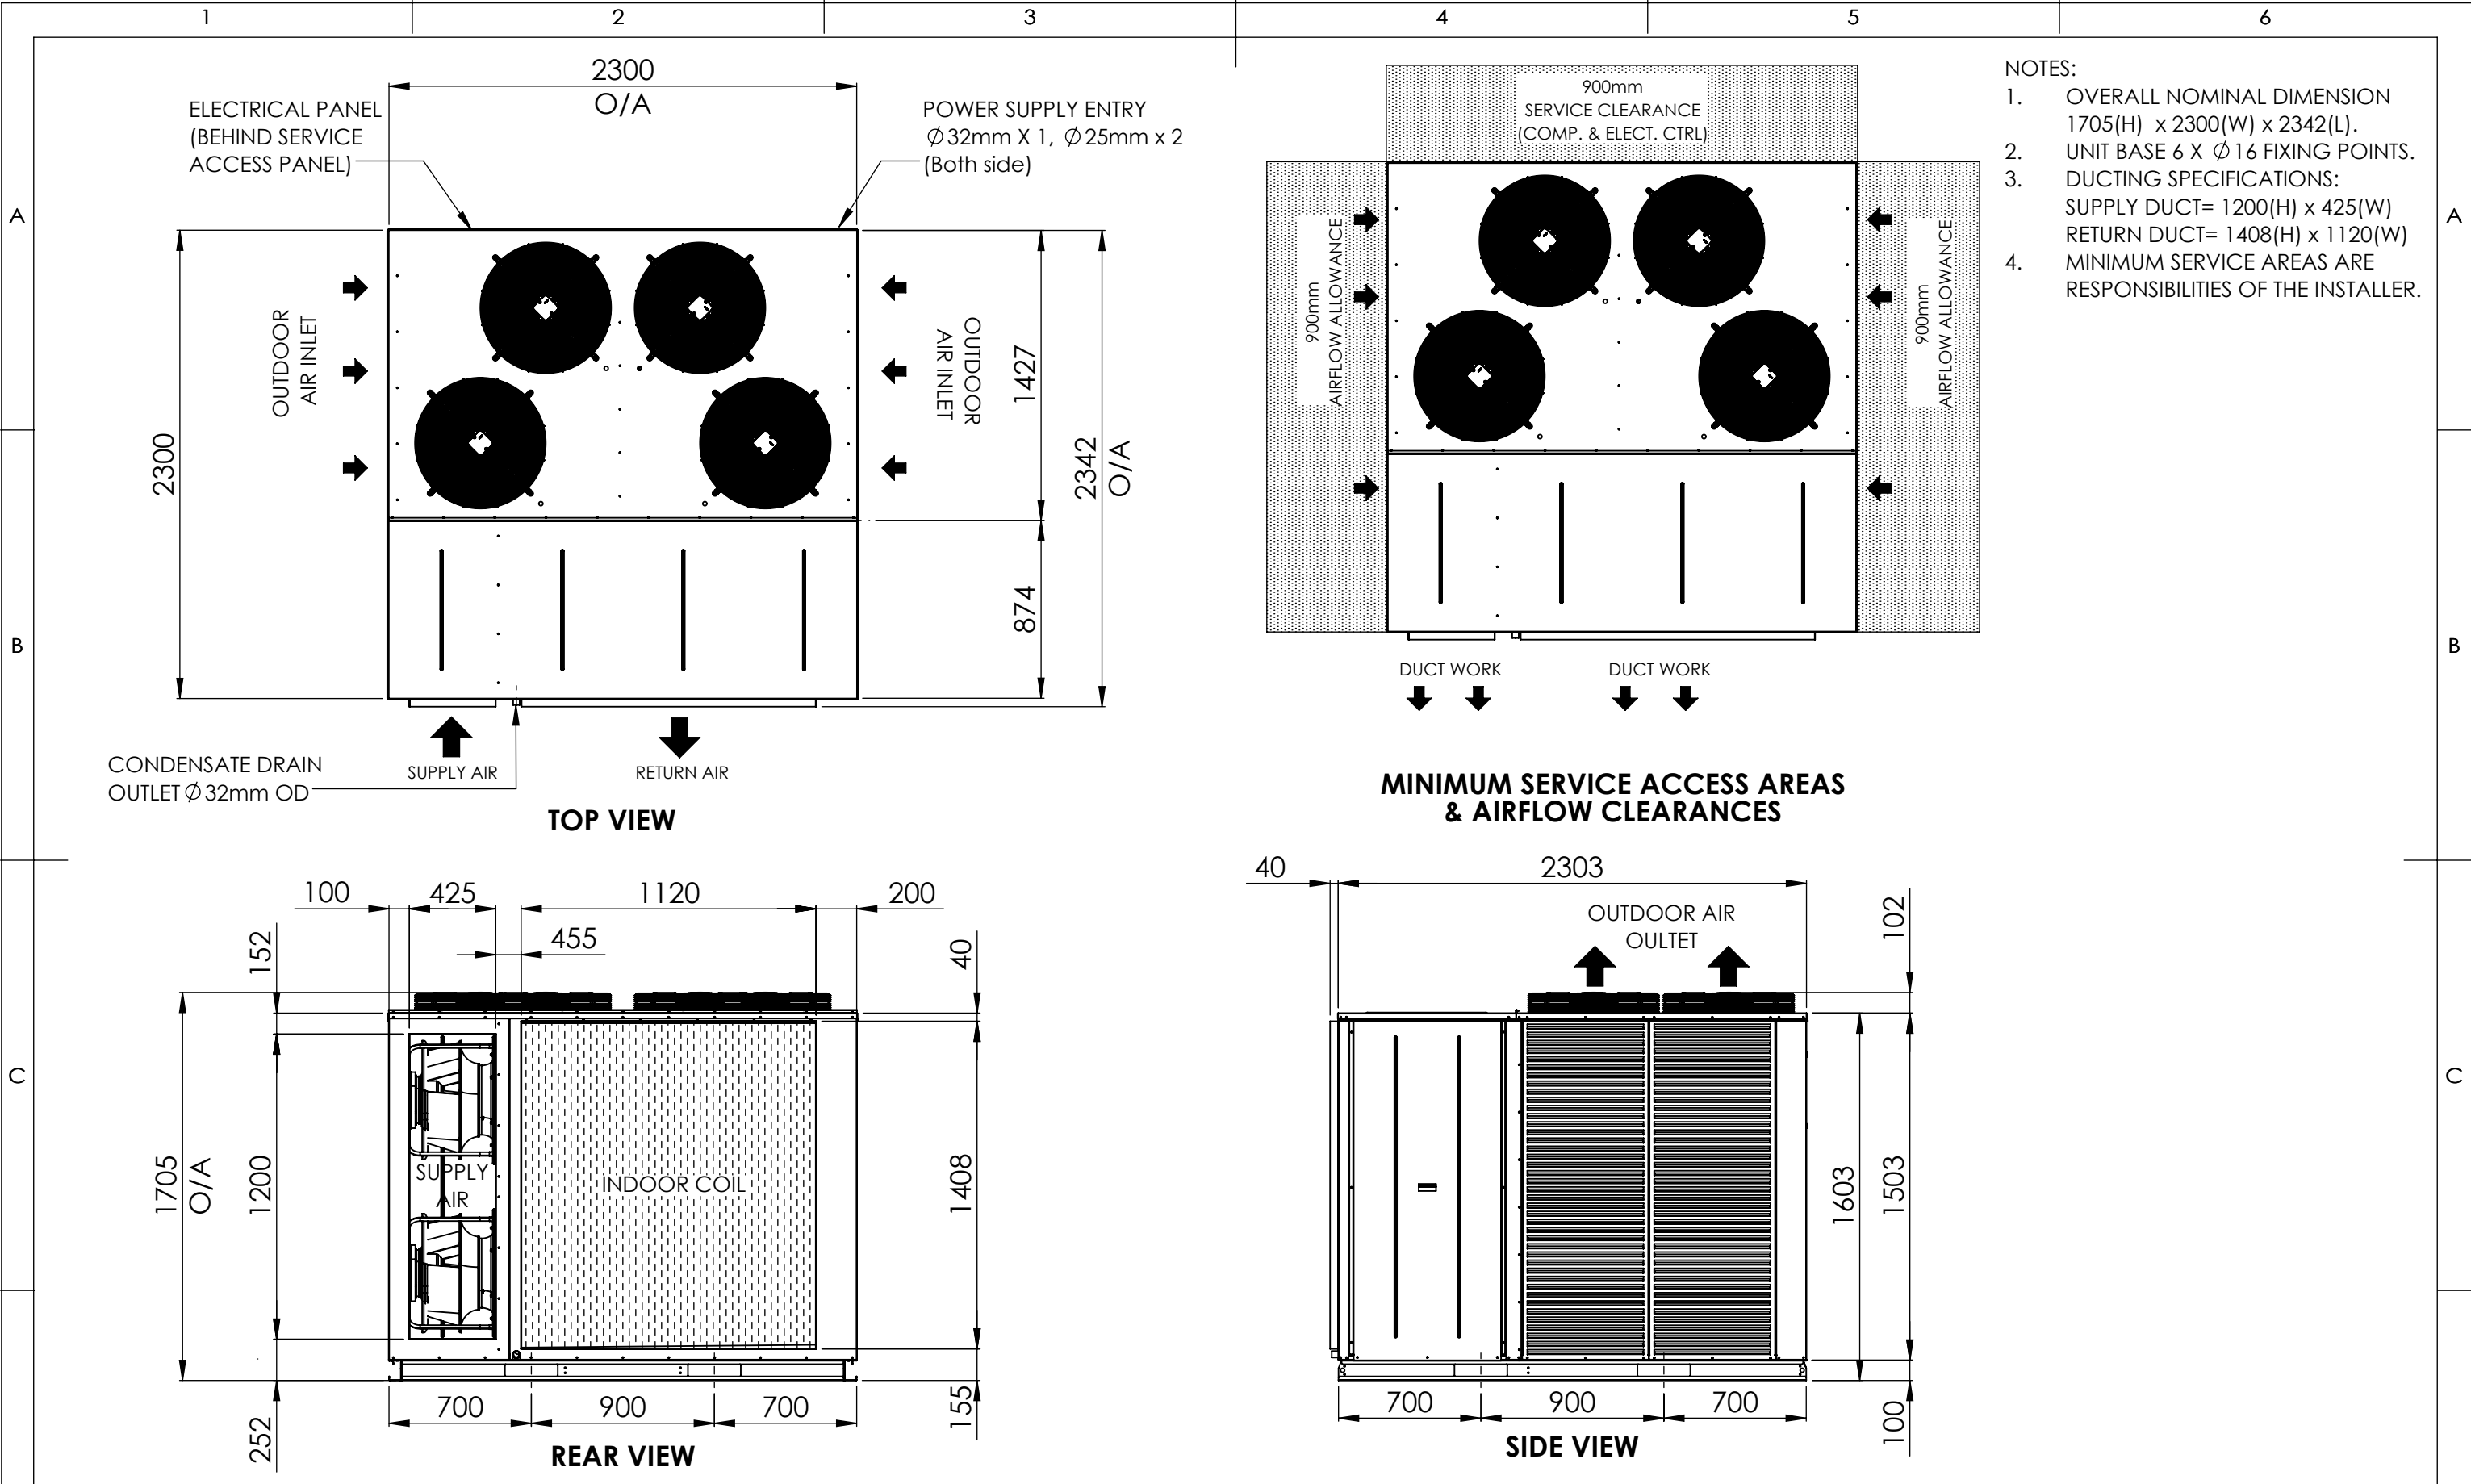 1 2 3 4 5 6
A
B
C
A
B
C
2300
O/A
ELECTRICAL PANEL
(BEHIND SERVICE
ACCESS PANEL)
POWER SUPPLY ENTRY
∅32mm X 1, ∅25mm x 2
(Both side)
OUTDOOR
AIR INLET
OUTDOOR
AIR INLET
2300
1427
874
2342
O/A
CONDENSATE DRAIN
OUTLET ∅32mm OD
SUPPLY AIR
RETURN AIR
TOP VIEW
900mm
SERVICE CLEARANCE
(COMP. & ELECT. CTRL)
900mm
AIRFLOW ALLOWANCE
900mm
AIRFLOW ALLOWANCE
DUCT WORK
DUCT WORK
MINIMUM SERVICE ACCESS AREAS
& AIRFLOW CLEARANCES
NOTES:
1. OVERALL NOMINAL DIMENSION
1705(H) x 2300(W) x 2342(L).
2. UNIT BASE 6 X ∅16 FIXING POINTS.
3. DUCTING SPECIFICATIONS:
SUPPLY DUCT= 1200(H) x 425(W)
RETURN DUCT= 1408(H) x 1120(W)
4. MINIMUM SERVICE AREAS ARE
RESPONSIBILITIES OF THE INSTALLER.
100 425 1120 200
455
152
40
1705
O/A
1200
1408
SUPPLY
AIR
INDOOR COIL
252
155
700 900 700
REAR VIEW
40 2303
OUTDOOR AIR
OULTET
102
1603
1503
100
700 900 700
SIDE VIEW